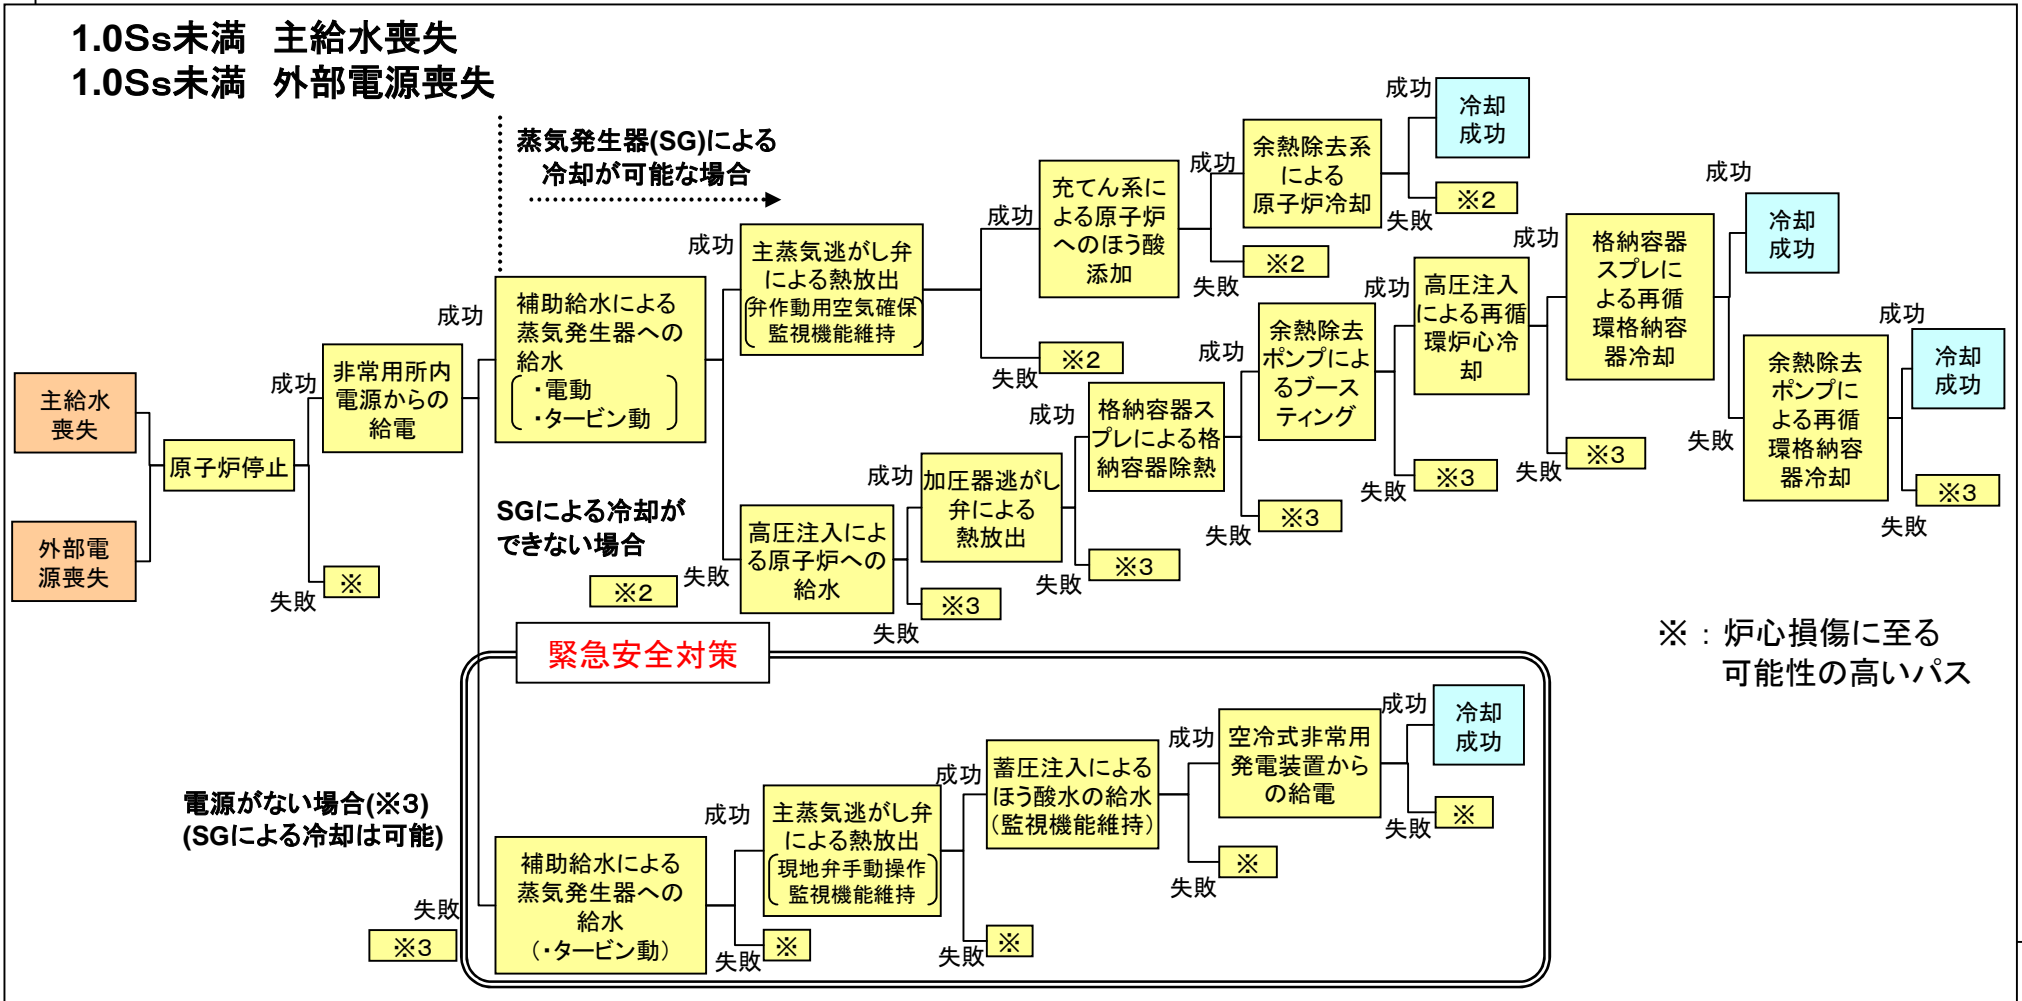 1.0Ss未満 主給水喪失
1.0Ss未満 外部電源喪失
蒸気発生器(SG)による
冷却が可能な場合
主給水
喪失
外部電
源喪失
原子炉停止
成功
失敗
非常用所内
電源からの
給電
※
成功
補助給水による
蒸気発生器への
給水
・電動
・タービン動
成功
主蒸気逃がし弁
による熱放出
弁作動用空気確保
監視機能維持
成功
充てん系に
よる原子炉
へのほう酸
添加
失敗
※2
成功
余熱除去系
による
原子炉冷却
失敗
※2
成功
冷却
成功
失敗
※2
SGによる冷却が
できない場合
※2
失敗
高圧注入によ
る原子炉への
給水
成功
加圧器逃がし
弁による
熱放出
失敗
※3
成功
格納容器ス
プレによる格
納容器除熱
失敗
※3
成功
余熱除去
ポンプによ
るブース
ティング
失敗
※3
成功
高圧注入
による再循
環炉心冷
却
失敗
※3
成功
格納容器
スプレに
よる再循
環格納容
器冷却
失敗
※3
成功
冷却
成功
失敗
余熱除去
ポンプに
よる再循
環格納容
器冷却
成功
冷却
成功
失敗
※3
※:炉心損傷に至る
可能性の高いパス
緊急安全対策
電源がない場合(※3)
(SGによる冷却は可能)
失敗
※3
補助給水による
蒸気発生器への
給水
(・タービン動)
成功
主蒸気逃がし弁
による熱放出
現地弁手動操作
監視機能維持
失敗
※
成功
蓄圧注入による
ほう酸水の給水
(監視機能維持)
失敗
※
成功
空冷式非常用
発電装置から
の給電
失敗
※
成功
冷却
成功
失敗
※